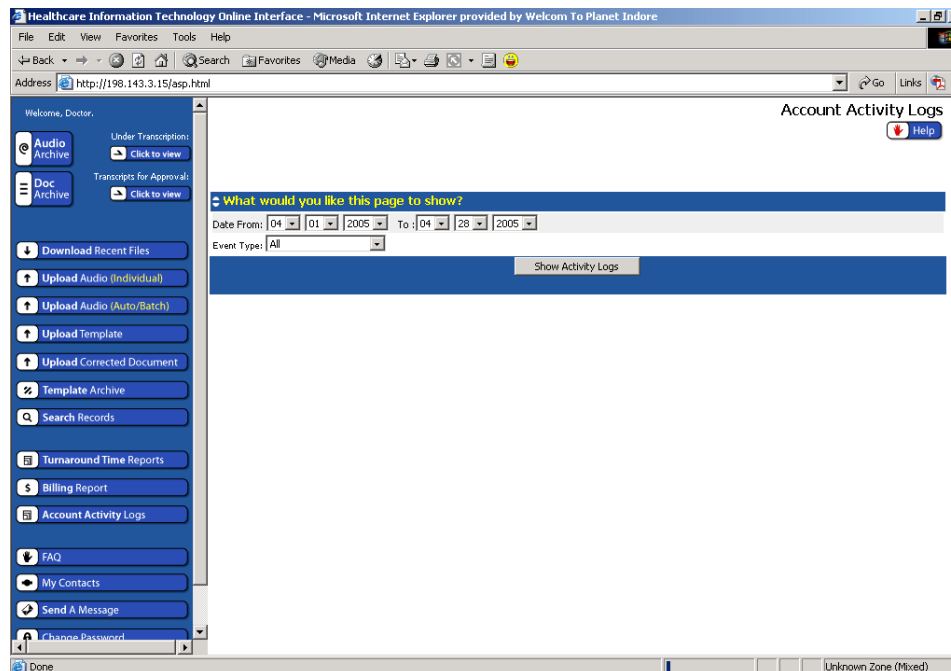 Healthcare Information Technology Online Interface - Microsoft Internet Explorer provided by Welcom To Planet Indore
File Edit View Favorites Tools Help
Back Search Favorites Media
Address http://198.143.3.15/asp.html Go Links
Welcome, Doctor.
Account Activity Logs
Help
Audio Archive
Under Transcription:
Click to view
Doc Archive
Transcripts for Approval:
Click to view
What would you like this page to show?
Date From: 04 01 2005 To : 04 28 2005
Event Type: All
Show Activity Logs
Download Recent Files
Upload Audio (Individual)
Upload Audio (Auto/Batch)
Upload Template
Upload Corrected Document
Template Archive
Search Records
Turnaround Time Reports
$ Billing Report
Account Activity Logs
FAQ
My Contacts
Send A Message
Change Password
Done
Unknown Zone (Mixed)